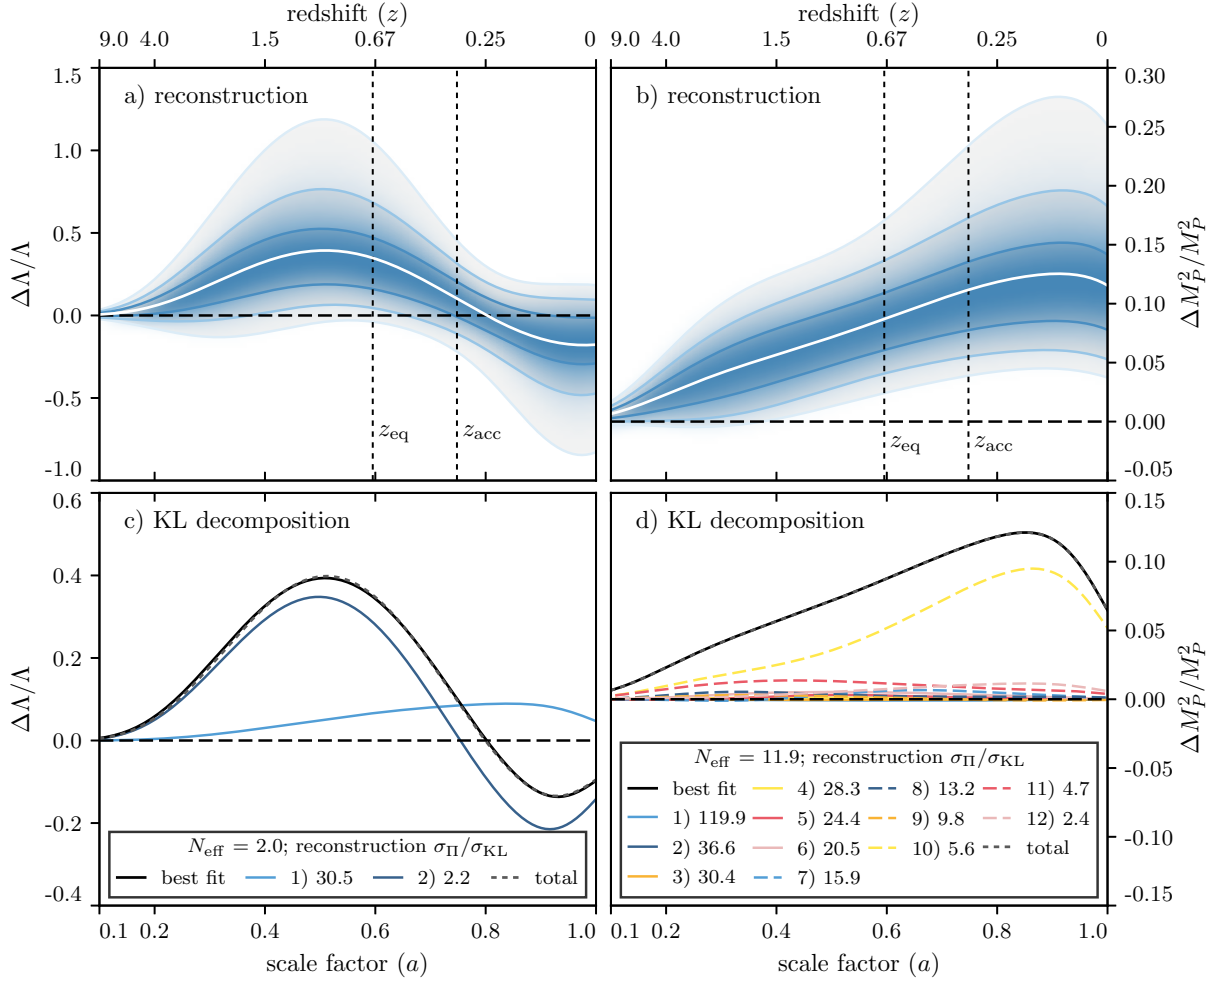 redshift (z)
redshift (z)
9.0 4.0 1.5 0.67 0.25 0
9.0 4.0 1.5 0.67 0.25 0
a) reconstruction
1.5
1.0
0.5
0.0
-0.5
-1.0
ΔΛ/Λ
z_eq
z_acc
b) reconstruction
0.30
0.25
0.20
0.15
0.10
0.05
0.00
-0.05
ΔM_P^2/M_P^2
z_eq
z_acc
c) KL decomposition
0.6
0.4
0.2
0.0
-0.2
-0.4
ΔΛ/Λ
N_eff = 2.0; reconstruction σ_Π/σ_KL
best fit 1) 30.5 2) 2.2 total
0.1 0.2 0.4 0.6 0.8 1.0
scale factor (a)
d) KL decomposition
0.15
0.10
0.05
0.00
-0.05
-0.10
-0.15
ΔM_P^2/M_P^2
N_eff = 11.9; reconstruction σ_Π/σ_KL
best fit 4) 28.3 8) 13.2 11) 4.7
1) 119.9 5) 24.4 9) 9.8 12) 2.4
2) 36.6 6) 20.5 10) 5.6 total
3) 30.4 7) 15.9
0.1 0.2 0.4 0.6 0.8 1.0
scale factor (a)